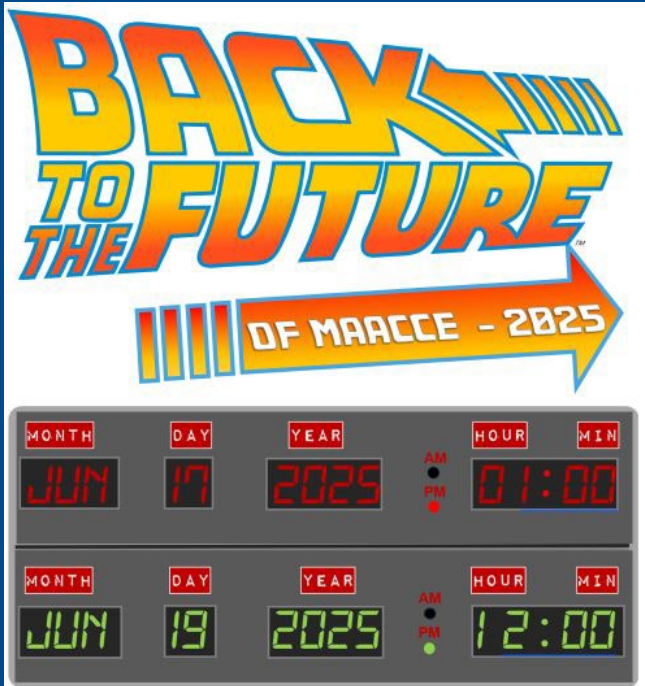 BACK
TO
THE FUTURE
TM
OF MAACCE - 2025
MONTH DAY YEAR HOUR MIN
AM
JUN 17 2025 01:00
PM
MONTH DAY YEAR HOUR MIN
AM
JUN 19 2025 12:00
PM